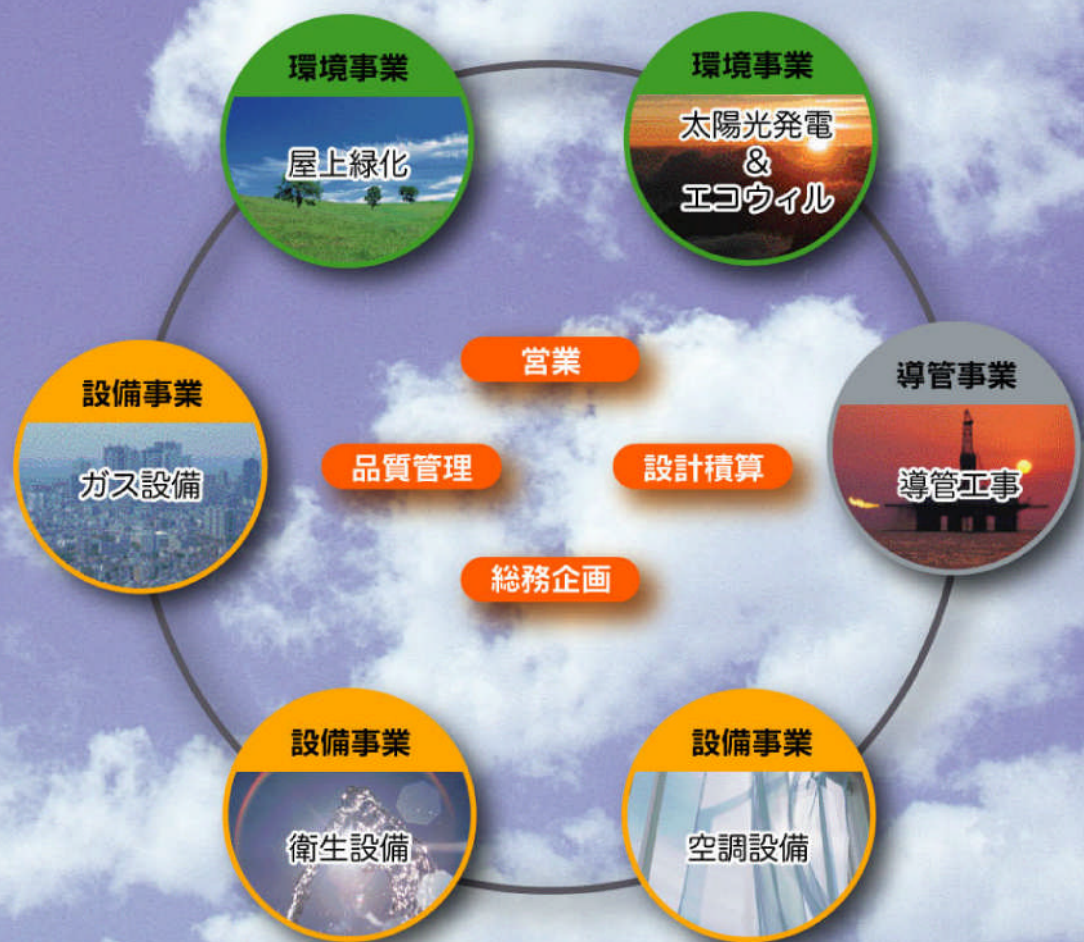 環境事業
屋上緑化
環境事業
太陽光発電
&
エコウィル
営業
設備事業
ガス設備
品質管理
設計積算
導管事業
導管工事
総務企画
設備事業
衛生設備
設備事業
空調設備